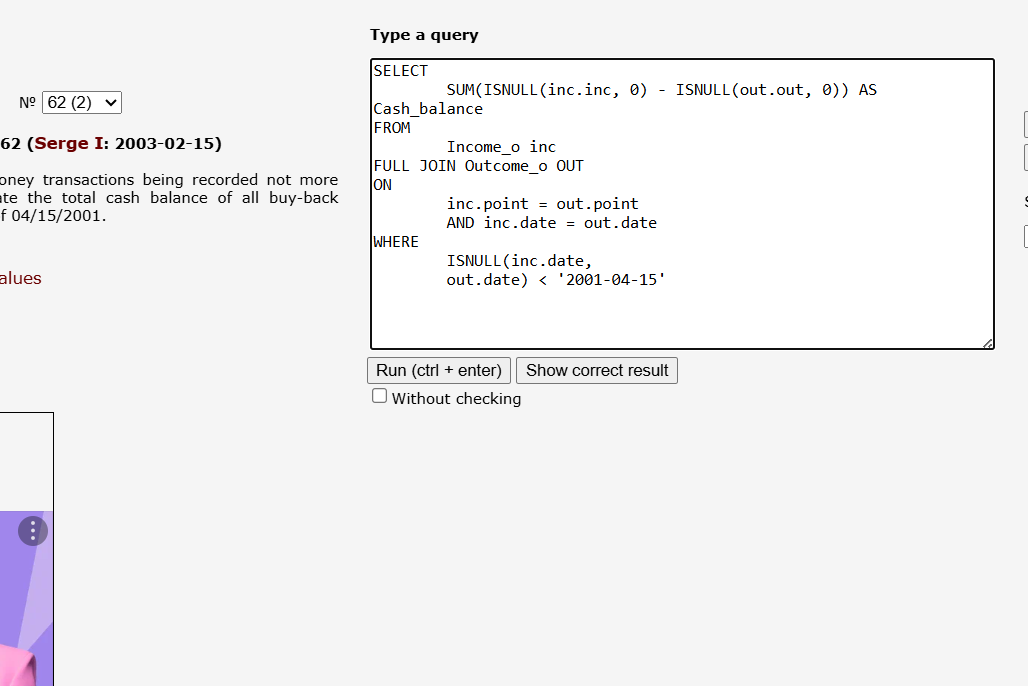 Type a query
Nº 62 (2)
62 (Serge I: 2003-02-15)
oney transactions being recorded not more
te the total cash balance of all buy-back
f 04/15/2001.
alues
SELECT
SUM(ISNULL(inc.inc, 0) - ISNULL(out.out, 0)) AS
Cash_balance
FROM
Income_o inc
FULL JOIN Outcome_o OUT
ON
inc.point = out.point
AND inc.date = out.date
WHERE
ISNULL(inc.date,
out.date) < '2001-04-15'
Run (ctrl + enter) Show correct result
Without checking